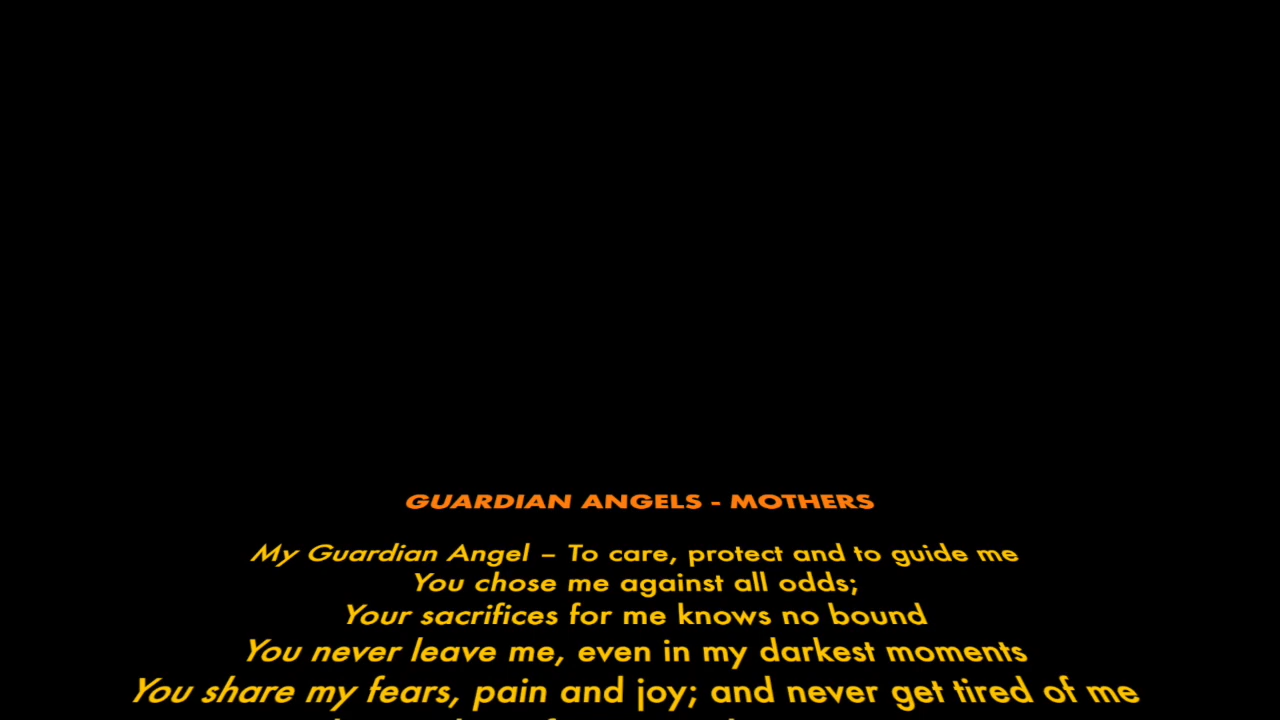 GUARDIAN ANGELS - MOTHERS
My Guardian Angel – To care, protect and to guide me
You chose me against all odds;
Your sacrifices for me knows no bound
You never leave me, even in my darkest moments
You share my fears, pain and joy; and never get tired of me